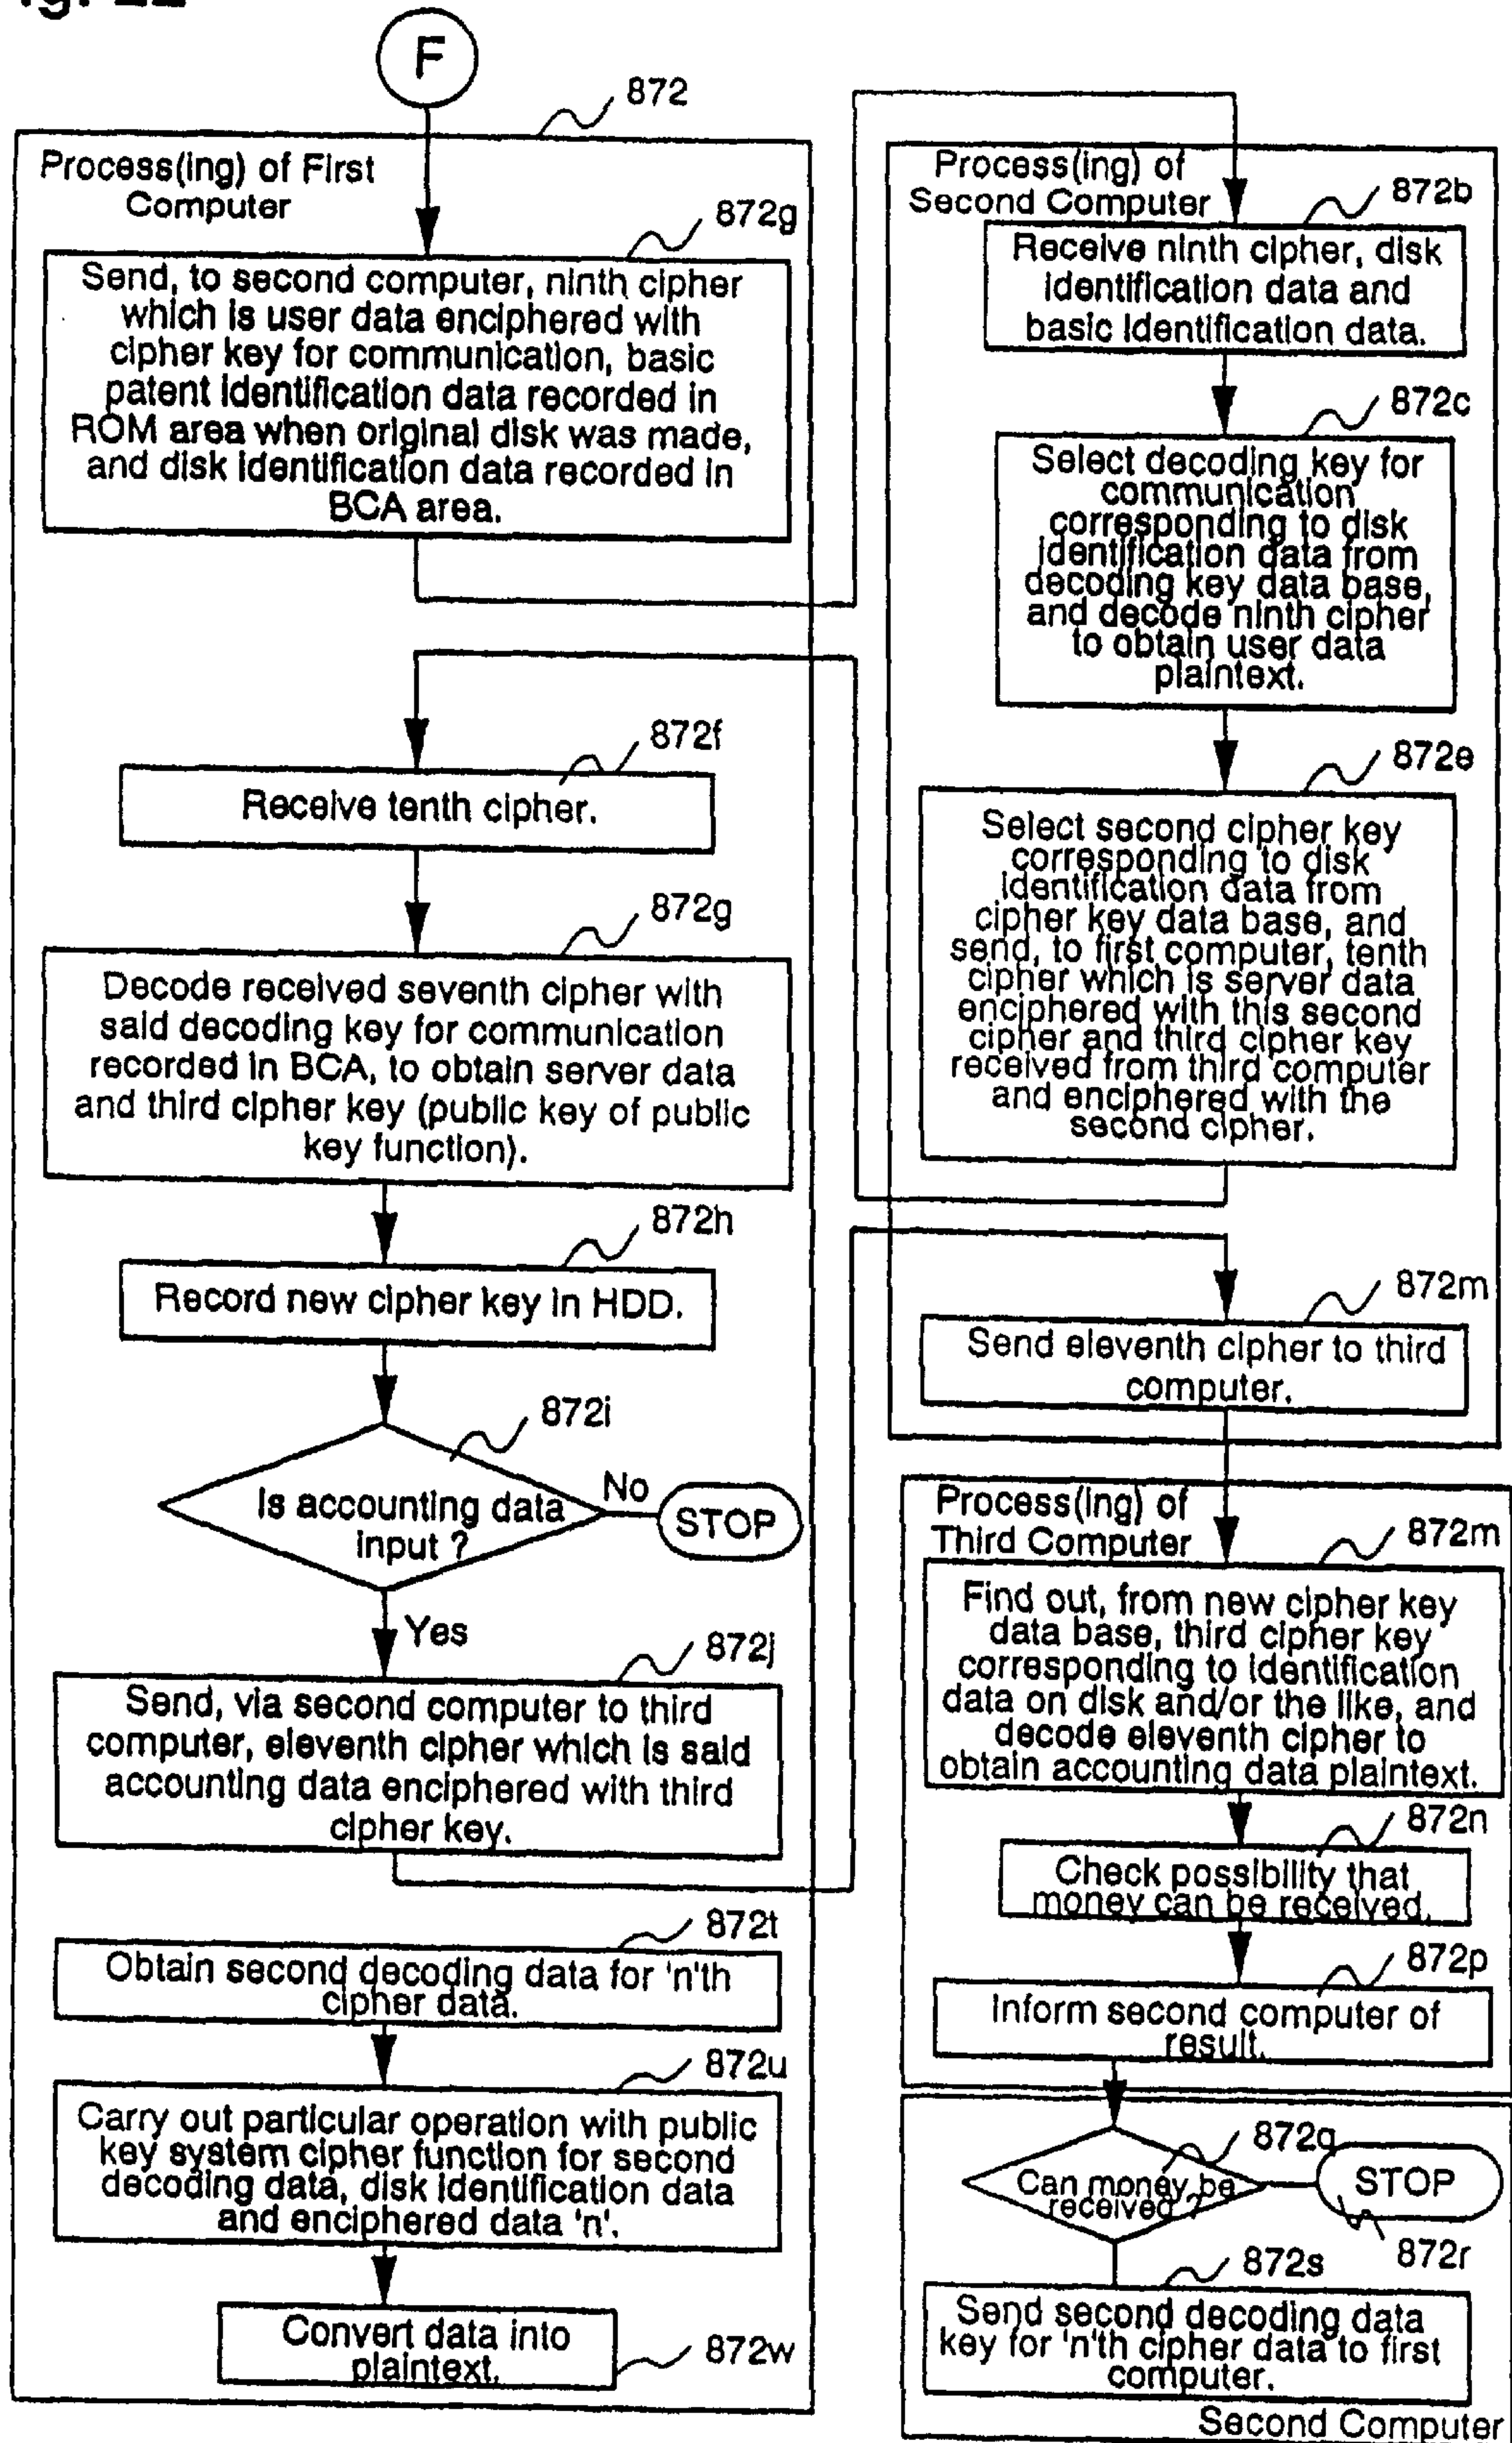 F
872
Process(ing) of First
Computer
872g
Send, to second computer, ninth cipher
which is user data enciphered with
cipher key for communication, basic
patent identification data recorded in
ROM area when original disk was made,
and disk identification data recorded in
BCA area.
872f
Receive tenth cipher.
872g
Decode received seventh cipher with
said decoding key for communication
recorded in BCA, to obtain server data
and third cipher key (public key of public
key function).
872h
Record new cipher key in HDD.
872i
Is accounting data
input ?
No
STOP
Yes
872j
Send, via second computer to third
computer, eleventh cipher which is said
accounting data enciphered with third
cipher key.
872t
Obtain second decoding data for 'n'th
cipher data.
872u
Carry out particular operation with public
key system cipher function for second
decoding data, disk identification data
and enciphered data 'n'.
Convert data into
plaintext.
872w
Process(ing) of
Second Computer
872b
Receive ninth cipher, disk
identification data and
basic identification data.
872c
Select decoding key for
communication
corresponding to disk
identification data from
decoding key data base,
and decode ninth cipher
to obtain user data
plaintext.
872e
Select second cipher key
corresponding to disk
identification data from
cipher key data base, and
send, to first computer, tenth
cipher which is server data
enciphered with this second
cipher and third cipher key
received from third computer
and enciphered with the
second cipher.
872m
Send eleventh cipher to third
computer.
Process(ing) of
Third Computer
872m
Find out, from new cipher key
data base, third cipher key
corresponding to identification
data on disk and/or the like, and
decode eleventh cipher to
obtain accounting data plaintext.
872n
Check possibility that
money can be received.
872p
Inform second computer of
result.
872q
Can money be
received ?
STOP
872r
872s
Send second decoding data
key for 'n'th cipher data to first
computer.
Second Computer